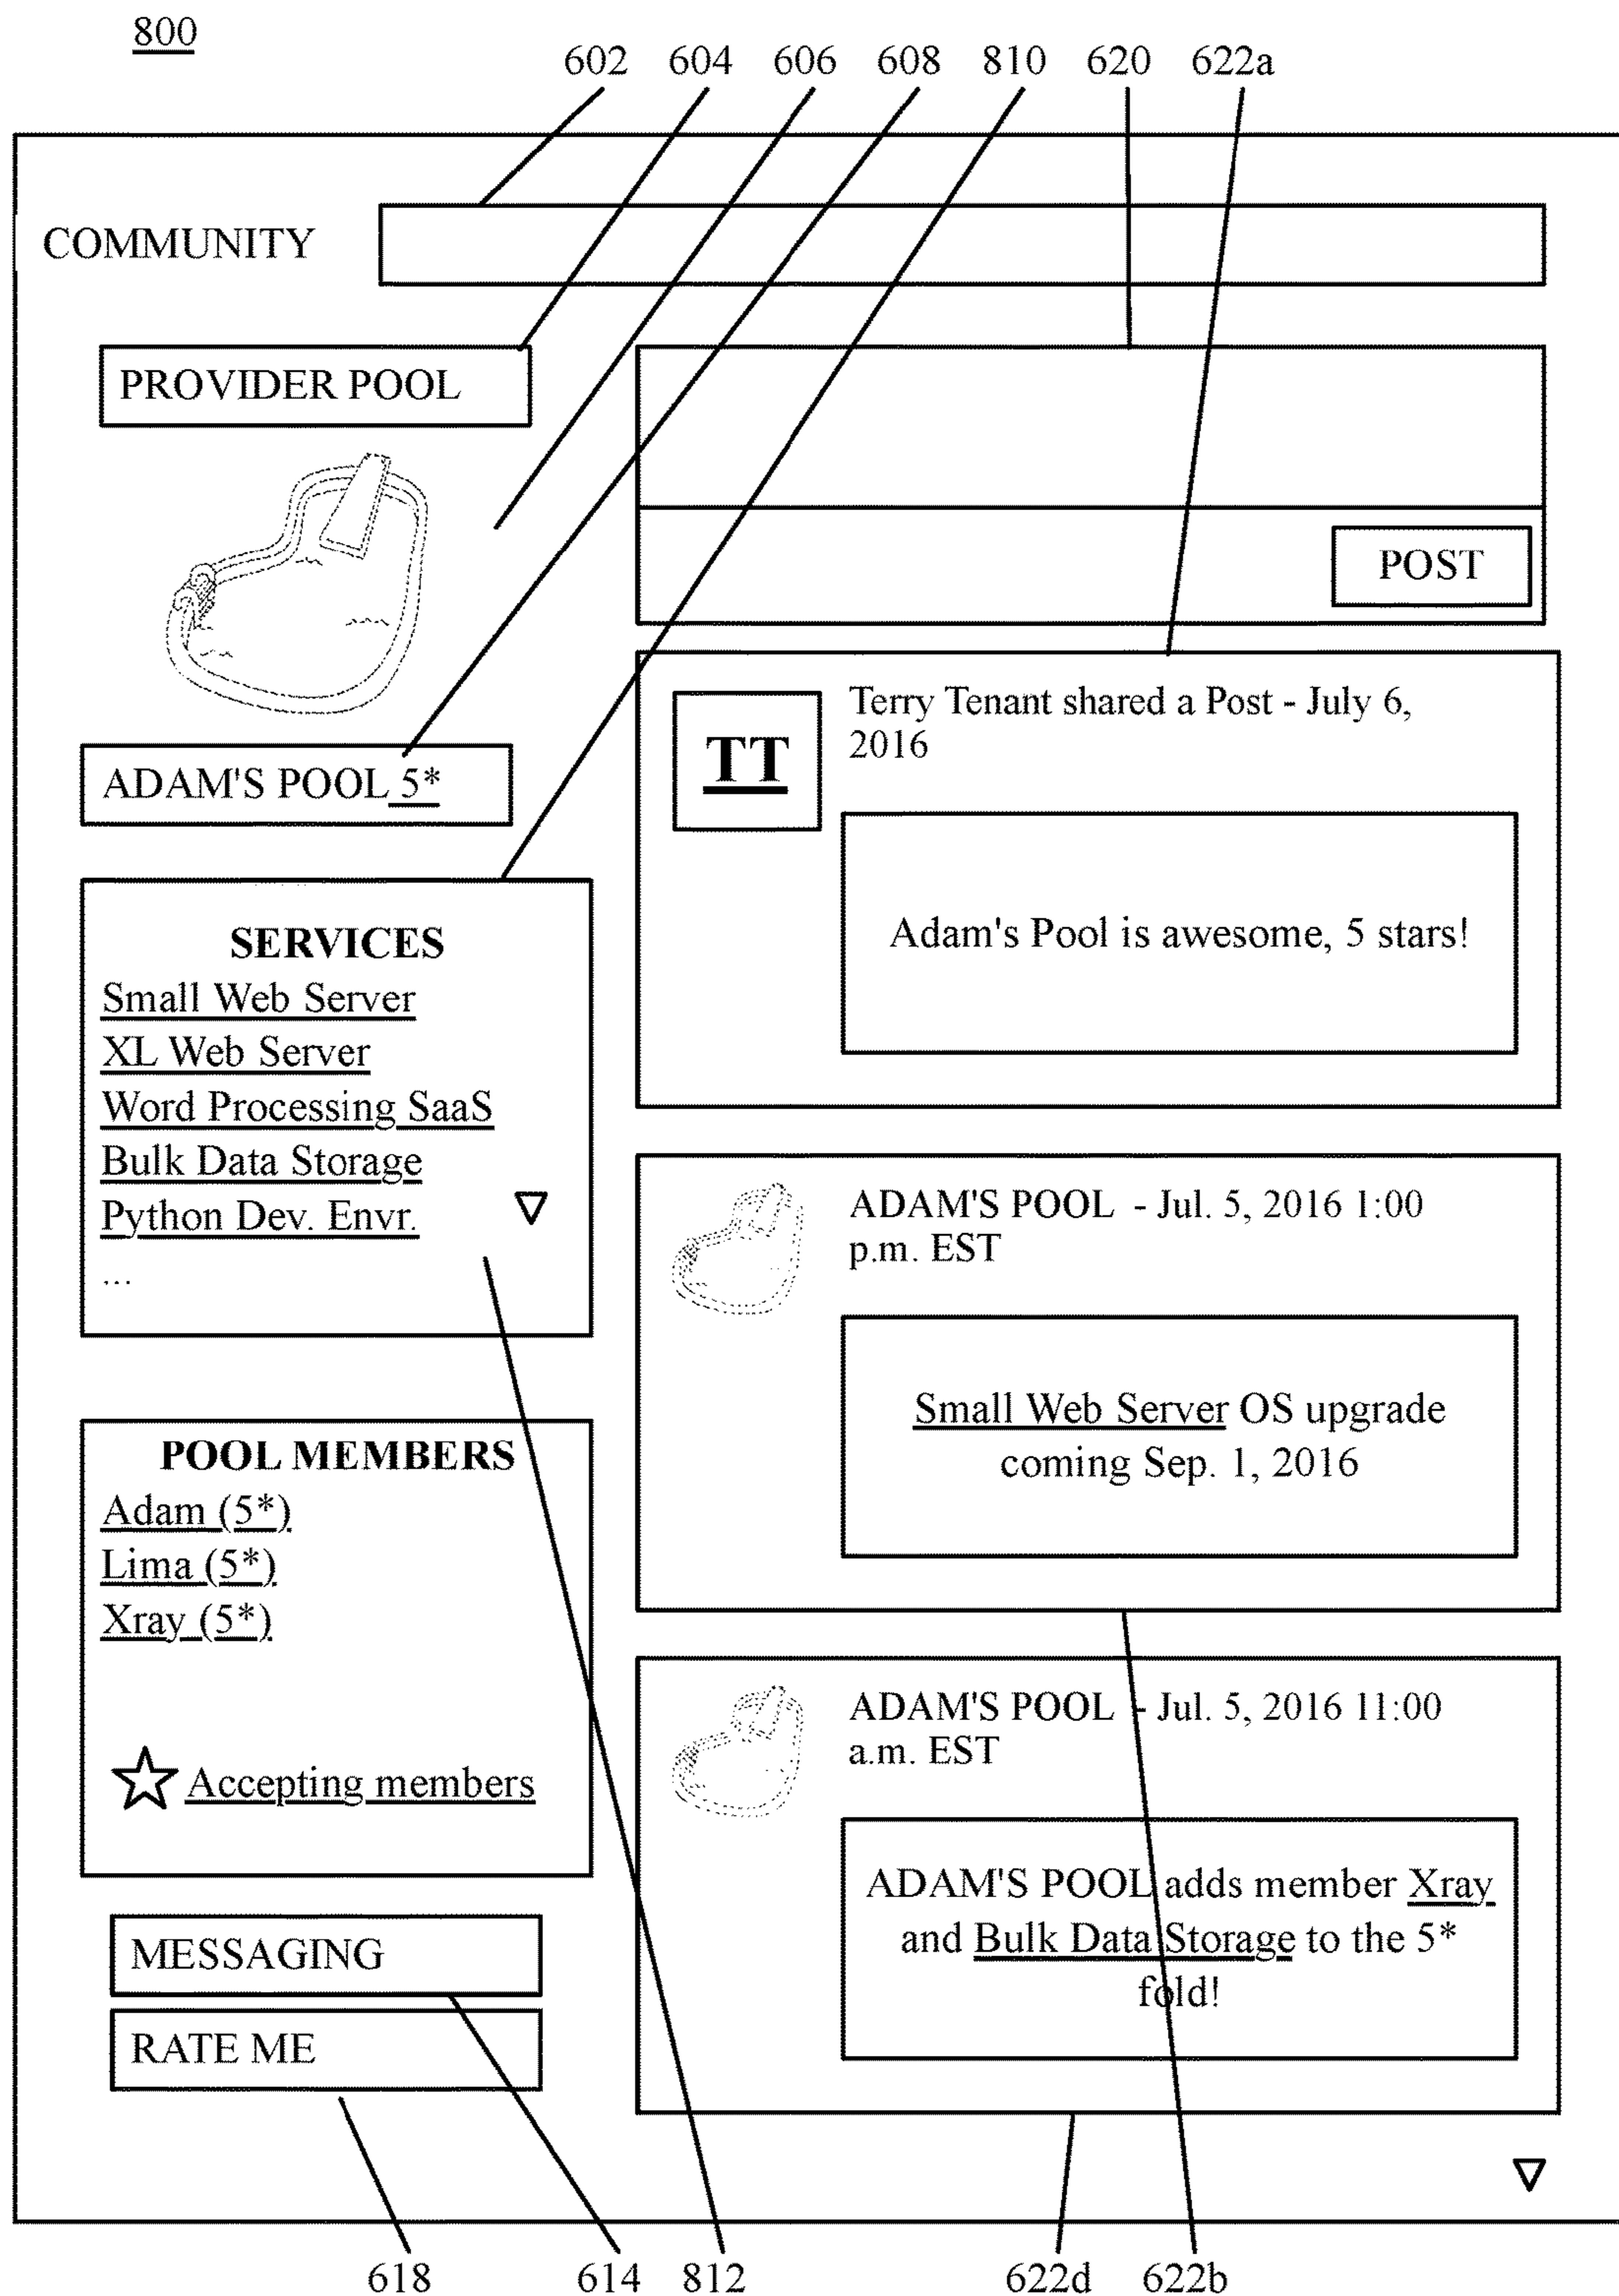 800
602 604 606 608 810 620 622a
COMMUNITY
PROVIDER POOL
POST
ADAM'S POOL 5*
SERVICES
Small Web Server
XL Web Server
Word Processing SaaS
Bulk Data Storage
Python Dev. Envr.
...
POOL MEMBERS
Adam (5*)
Lima (5*)
Xray (5*)
Accepting members
MESSAGING
RATE ME
TT
Terry Tenant shared a Post - July 6,
2016
Adam's Pool is awesome, 5 stars!
ADAM'S POOL - Jul. 5, 2016 1:00
p.m. EST
Small Web Server OS upgrade
coming Sep. 1, 2016
ADAM'S POOL - Jul. 5, 2016 11:00
a.m. EST
ADAM'S POOL adds member Xray
and Bulk Data Storage to the 5*
fold!
618 614 812 622d 622b